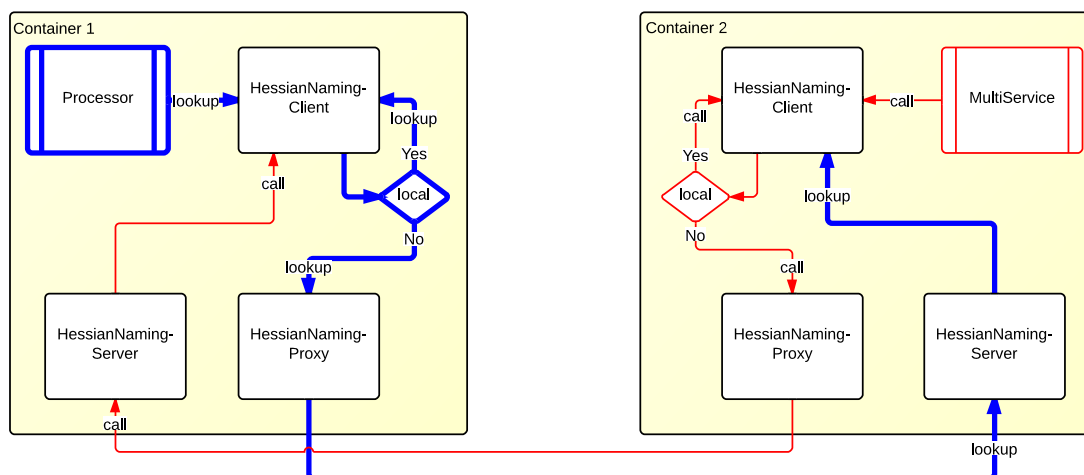 Container 1
Processor
lookup
HessianNaming-
Client
lookup
Yes
local
No
call
lookup
HessianNaming-
Server
HessianNaming-
Proxy
call
Container 2
HessianNaming-
Client
call
MultiService
call
Yes
local
No
lookup
call
HessianNaming-
Proxy
HessianNaming-
Server
lookup